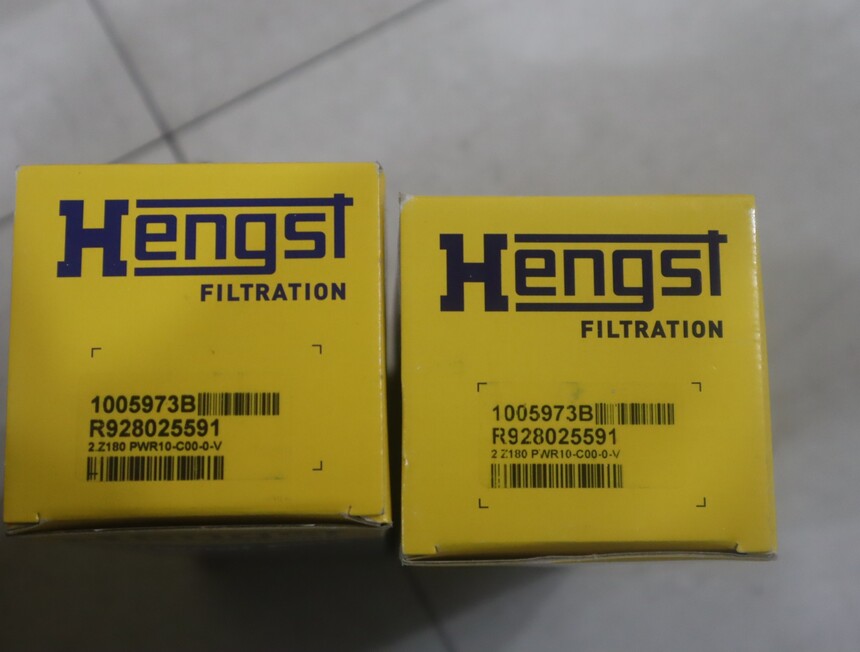 Hengst
FILTRATION
1005973B
R928025591
2.Z180 PWR10-C00-0-V
Hengst
FILTRATION
1005973B
R928025591
2.Z180 PWR10-C00-0-V